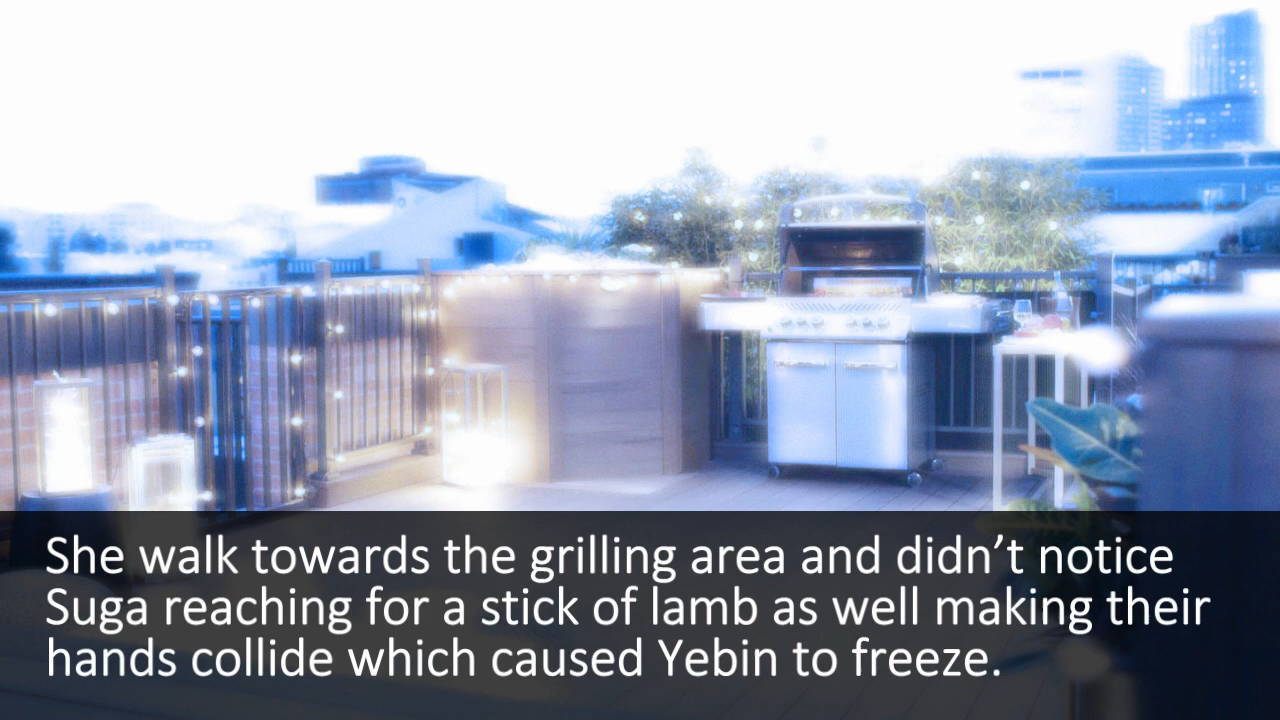 She walk towards the grilling area and didn’t notice
Suga reaching for a stick of lamb as well making their
hands collide which caused Yebin to freeze.